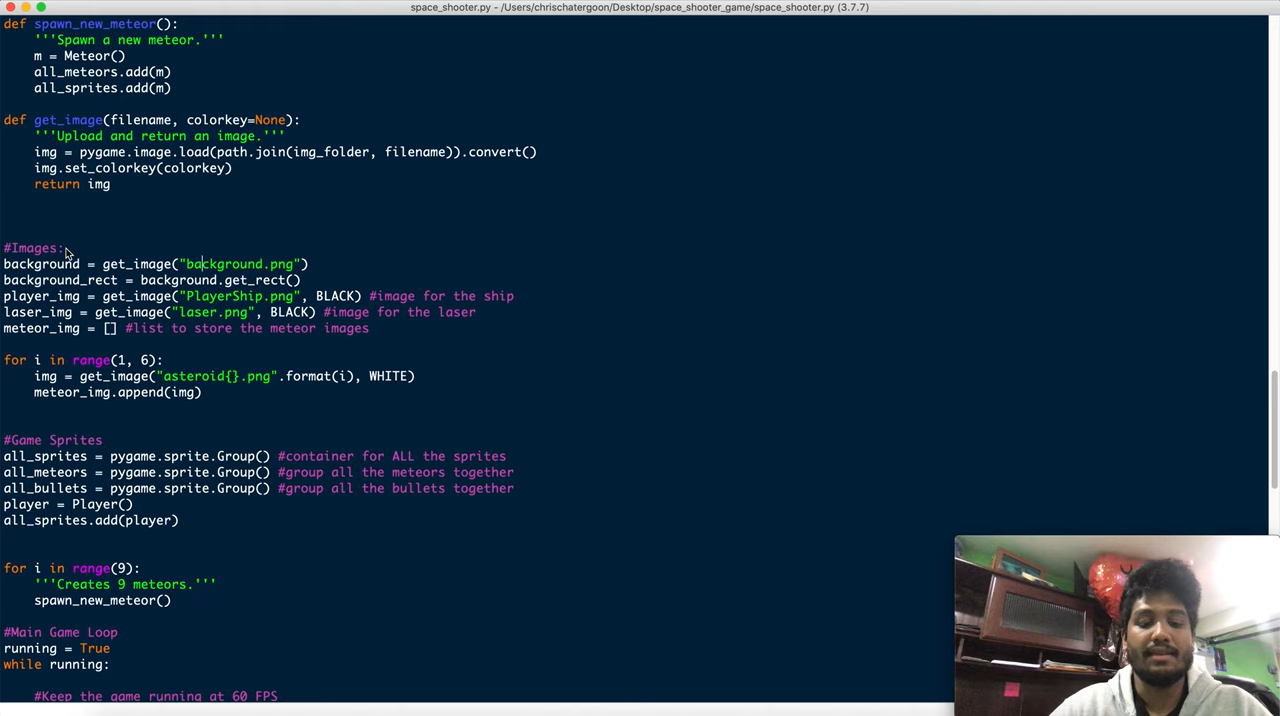 space_shooter.py - /Users/chrischatergoon/Desktop/space_shooter_game/space_shooter.py (3.7.7)
def spawn_new_meteor():
    '''Spawn a new meteor.'''
    m = Meteor()
    all_meteors.add(m)
    all_sprites.add(m)
def get_image(filename, colorkey=None):
    '''Upload and return an image.'''
    img = pygame.image.load(path.join(img_folder, filename)).convert()
    img.set_colorkey(colorkey)
    return img
#Images:
background = get_image("background.png")
background_rect = background.get_rect()
player_img = get_image("PlayerShip.png", BLACK) #image for the ship
laser_img = get_image("laser.png", BLACK) #image for the laser
meteor_img = [] #list to store the meteor images
for i in range(1, 6):
    img = get_image("asteroid{}.png".format(i), WHITE)
    meteor_img.append(img)
#Game Sprites
all_sprites = pygame.sprite.Group() #container for ALL the sprites
all_meteors = pygame.sprite.Group() #group all the meteors together
all_bullets = pygame.sprite.Group() #group all the bullets together
player = Player()
all_sprites.add(player)
for i in range(9):
    '''Creates 9 meteors.'''
    spawn_new_meteor()
#Main Game Loop
running = True
while running:
    #Keep the game running at 60 FPS